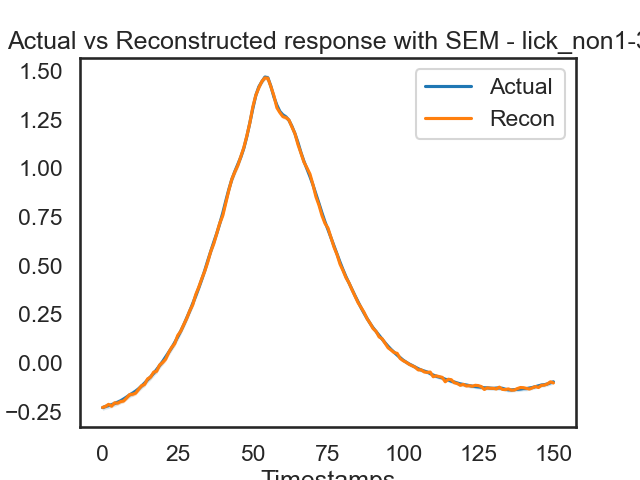 Actual vs Reconstructed response with SEM - lick_non1-3
Actual
Recon
1.50
1.25
1.00
0.75
0.50
0.25
0.00
−0.25
0 25 50 75 100 125 150
Timestamps